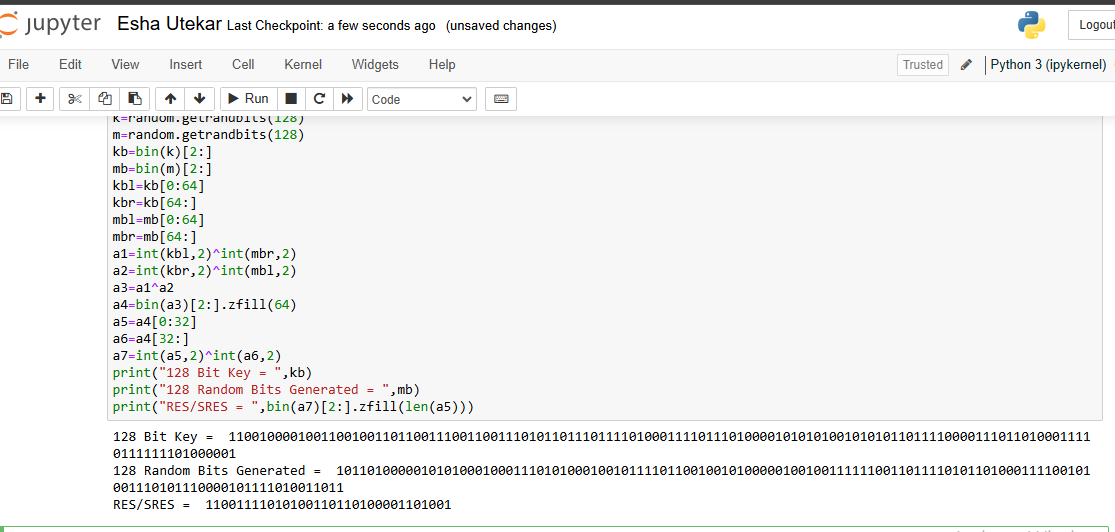 jupyter Esha Utekar Last Checkpoint: a few seconds ago (unsaved changes)
Logout
File Edit View Insert Cell Kernel Widgets Help
Trusted Python 3 (ipykernel)
Run Code
k=random.getrandbits(128)
m=random.getrandbits(128)
kb=bin(k)[2:]
mb=bin(m)[2:]
kbl=kb[0:64]
kbr=kb[64:]
mbl=mb[0:64]
mbr=mb[64:]
a1=int(kbl,2)^int(mbr,2)
a2=int(kbr,2)^int(mbl,2)
a3=a1^a2
a4=bin(a3)[2:].zfill(64)
a5=a4[0:32]
a6=a4[32:]
a7=int(a5,2)^int(a6,2)
print("128 Bit Key = ",kb)
print("128 Random Bits Generated = ",mb)
print("RES/SRES = ",bin(a7)[2:].zfill(len(a5)))
128 Bit Key =
128 Random Bits Generated =
0011101011100001011111010011011
RES/SRES = 11001111010100110110100001101001